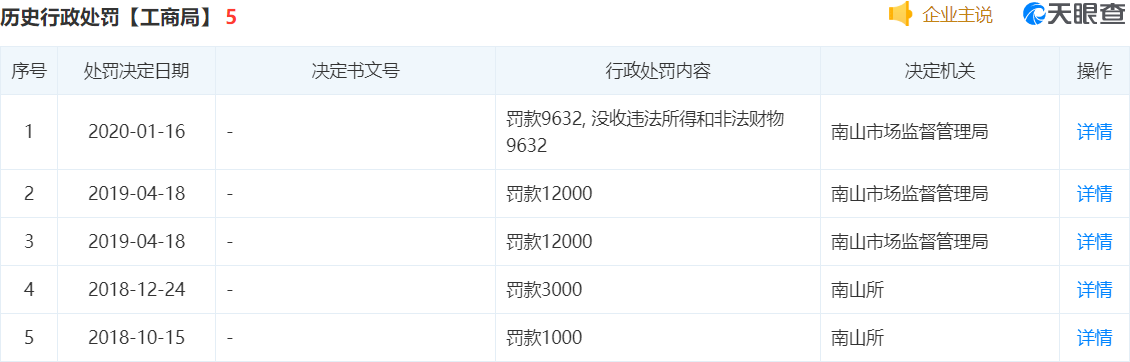 历史行政处罚【工商局】 5 企业主说 天眼查
序号 处罚决定日期 决定书文号 行政处罚内容 决定机关 操作
1 2020-01-16 - 罚款9632, 没收违法所得和非法财物 南山市场监督管理局 详情
9632
2 2019-04-18 - 罚款12000 南山市场监督管理局 详情
3 2019-04-18 - 罚款12000 南山市场监督管理局 详情
4 2018-12-24 - 罚款3000 南山所 详情
5 2018-10-15 - 罚款1000 南山所 详情